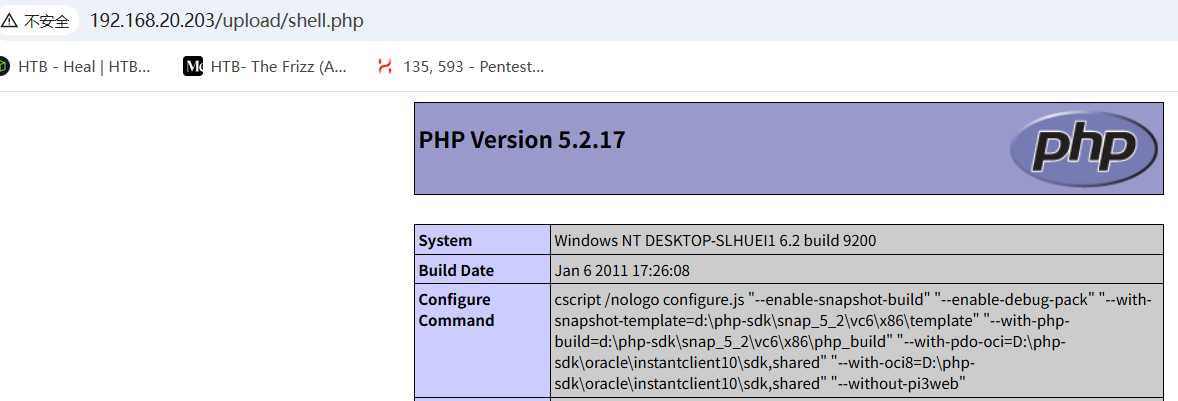 不安全 192.168.20.203/upload/shell.php
HTB - Heal | HTB... Me HTB- The Frizz (A... 135, 593 - Pentest...
PHP Version 5.2.17
php
System Windows NT DESKTOP-SLHUEI1 6.2 build 9200
Build Date Jan 6 2011 17:26:08
Configure Command cscript /nologo configure.js "--enable-snapshot-build" "--enable-debug-pack" "--with-
snapshot-template=d:\php-sdk\snap_5_2\vc6\x86\template" "--with-php-
build=d:\php-sdk\snap_5_2\vc6\x86\php_build" "--with-pdo-oci=D:\php-
sdk\oracle\instantclient10\sdk,shared" "--with-oci8=D:\php-
sdk\oracle\instantclient10\sdk,shared" "--without-pi3web"